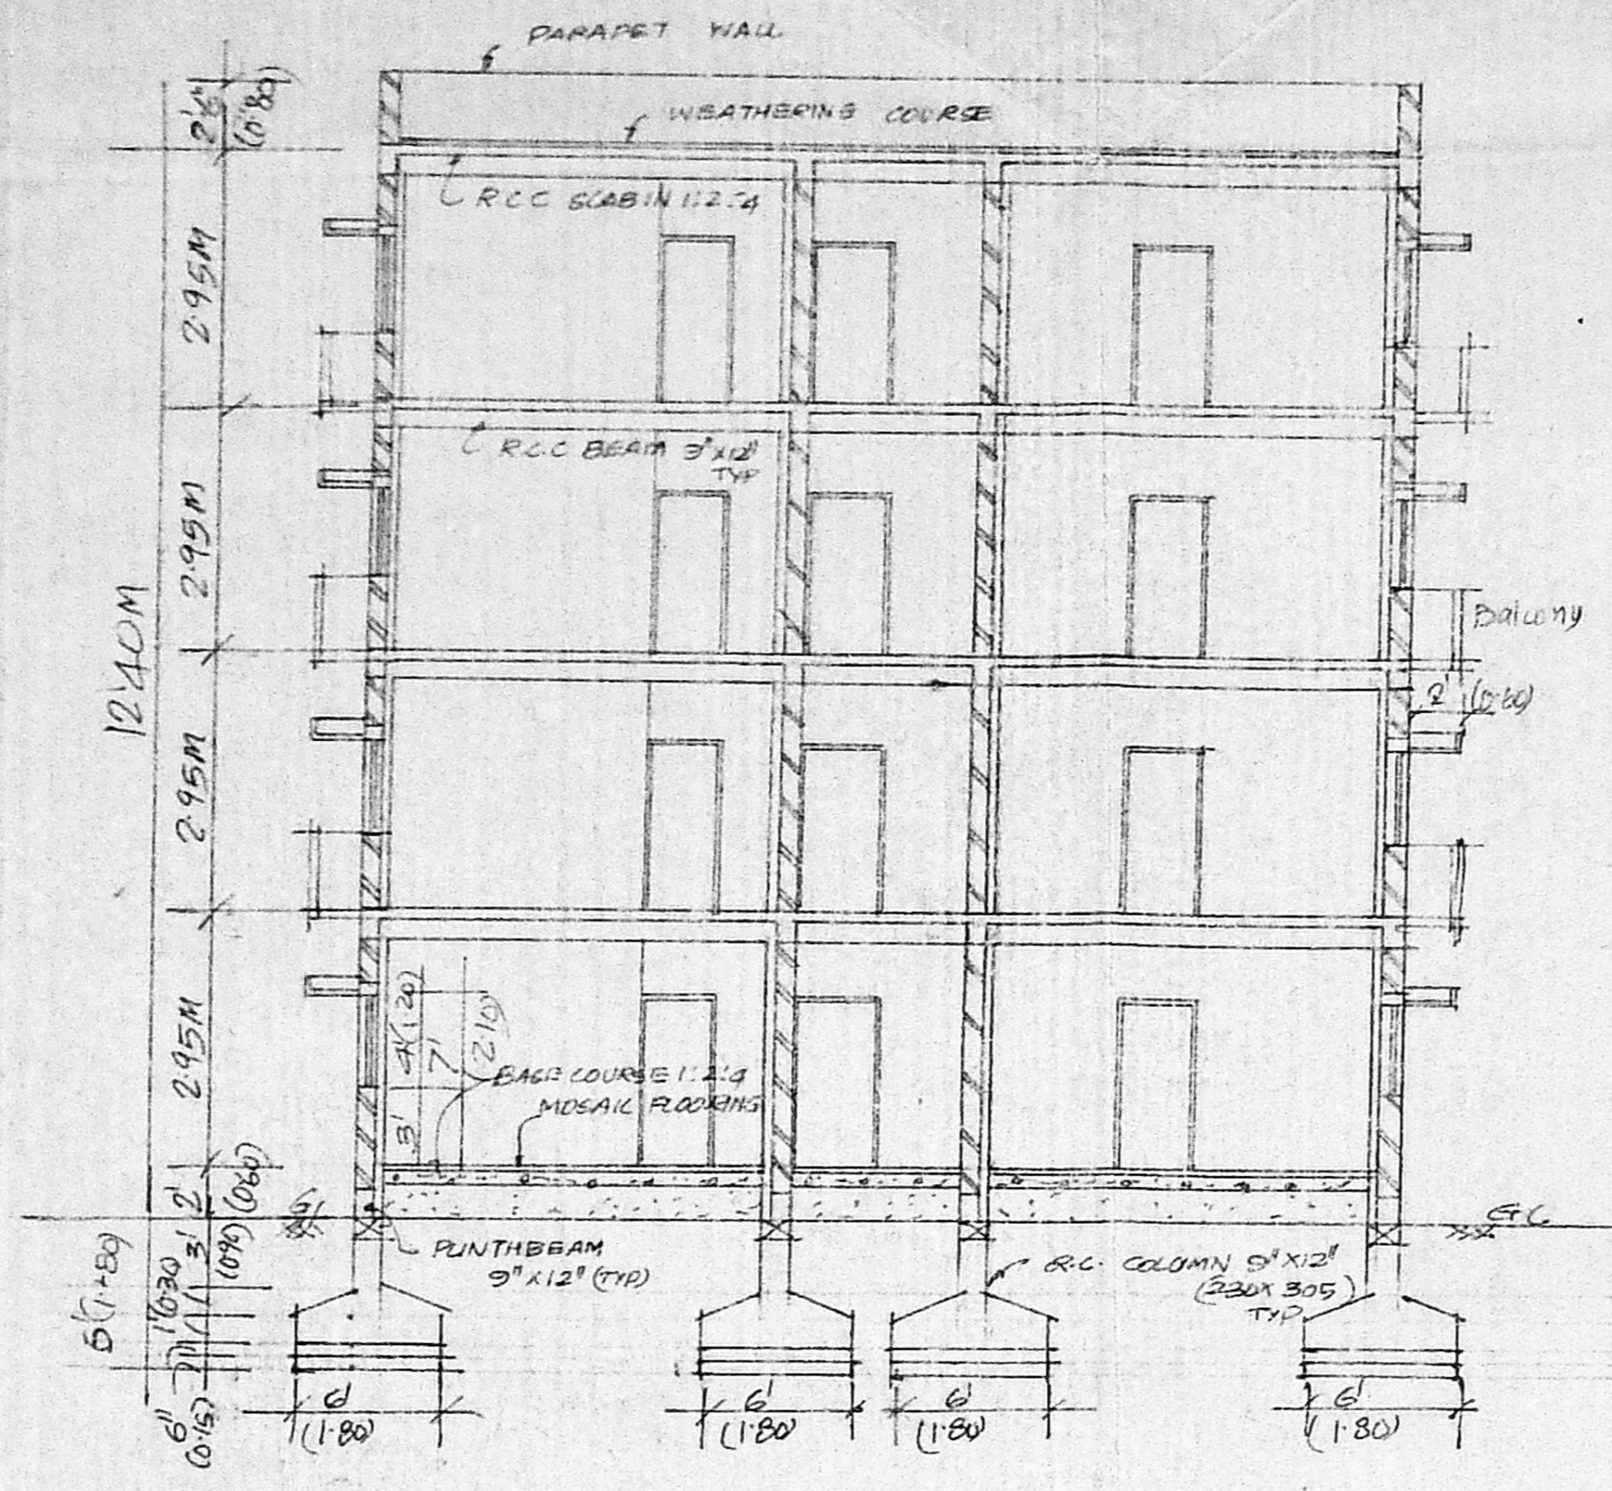 PARAPET WALL
2'6"
(0.80)
WEATHERING COURSE
R.C.C SLAB IN 1:2:4
2.95M
R.C.C BEAM 9"X12"
TYP
2.95M
12.40M
Balcony
2' (0.60)
2.95M
2.95M
4'(1.20)
7'
(2.10)
3'
BASE COURSE 1:2:4
MOSAIC FLOORING
2' (0.60)
3' (0.90)
G.L
PLINTHBEAM
9"X12" (TYP)
R.C. COLUMN 9"X12"
(230X305)
TYP
1'(0.30)
6"
(0.15)
6'
(1.80)
6'
(1.80)
6'
(1.80)
6'
(1.80)